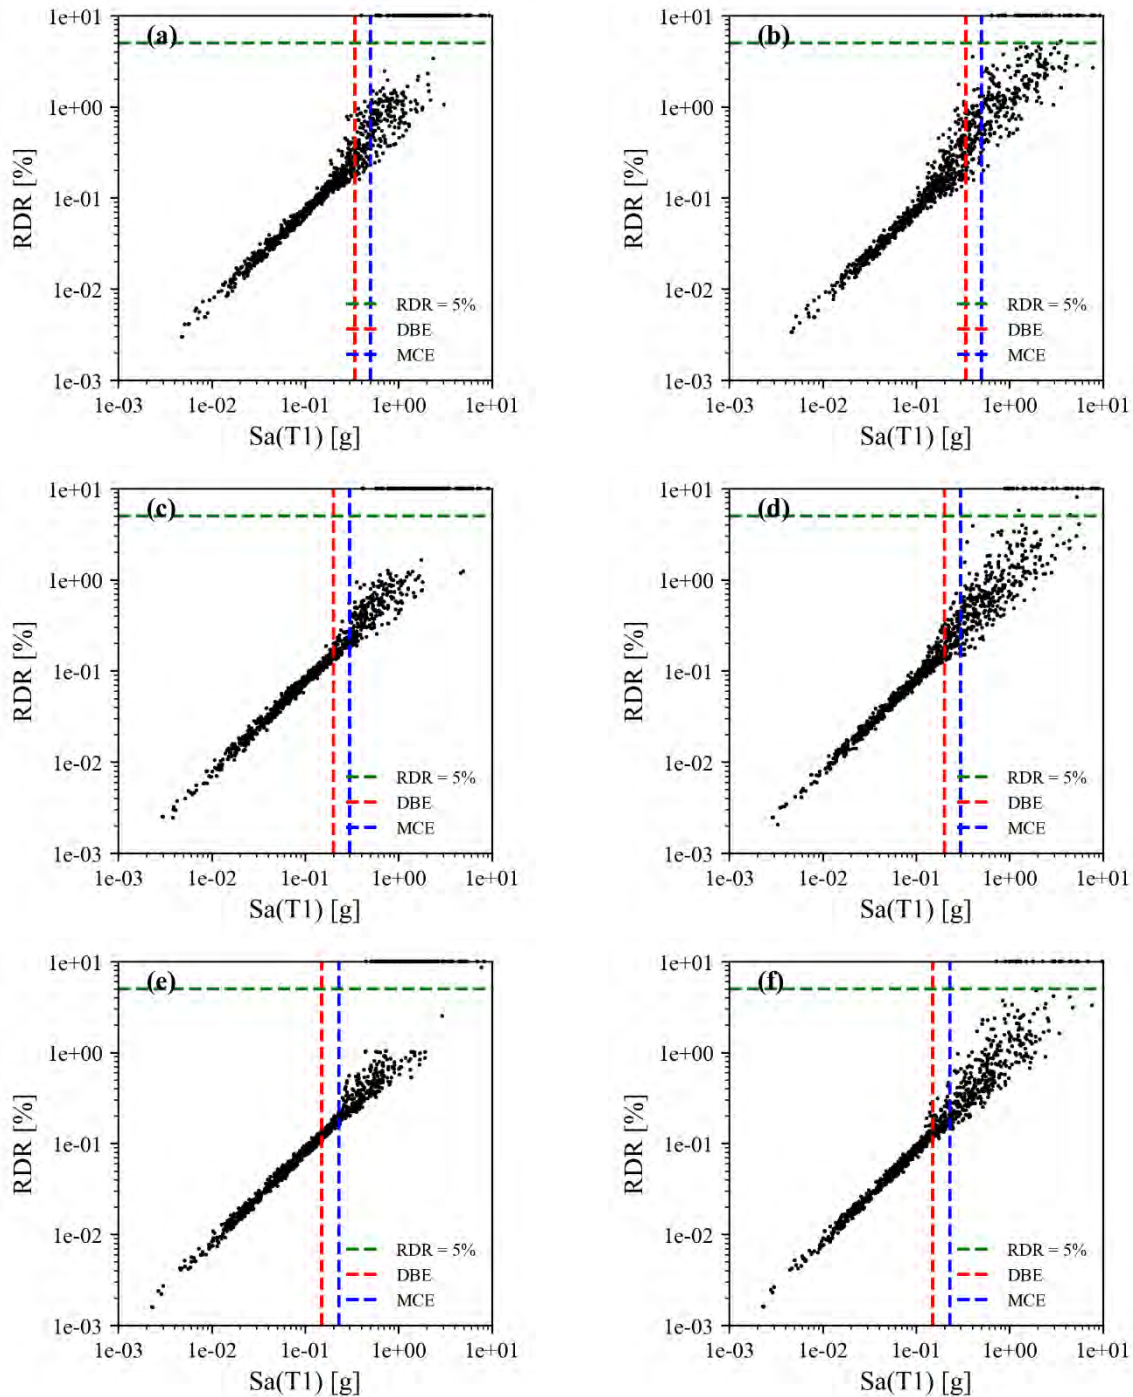 1e+01
(a)
1e+00
1e-01
1e-02
1e-03
RDR [%]
RDR = 5%
DBE
MCE
1e-03 1e-02 1e-01 1e+00 1e+01
Sa(T1) [g]
1e+01
(b)
1e+00
1e-01
1e-02
1e-03
RDR [%]
RDR = 5%
DBE
MCE
1e-03 1e-02 1e-01 1e+00 1e+01
Sa(T1) [g]
1e+01
(c)
1e+00
1e-01
1e-02
1e-03
RDR [%]
RDR = 5%
DBE
MCE
1e-03 1e-02 1e-01 1e+00 1e+01
Sa(T1) [g]
1e+01
(d)
1e+00
1e-01
1e-02
1e-03
RDR [%]
RDR = 5%
DBE
MCE
1e-03 1e-02 1e-01 1e+00 1e+01
Sa(T1) [g]
1e+01
(e)
1e+00
1e-01
1e-02
1e-03
RDR [%]
RDR = 5%
DBE
MCE
1e-03 1e-02 1e-01 1e+00 1e+01
Sa(T1) [g]
1e+01
(f)
1e+00
1e-01
1e-02
1e-03
RDR [%]
RDR = 5%
DBE
MCE
1e-03 1e-02 1e-01 1e+00 1e+01
Sa(T1) [g]